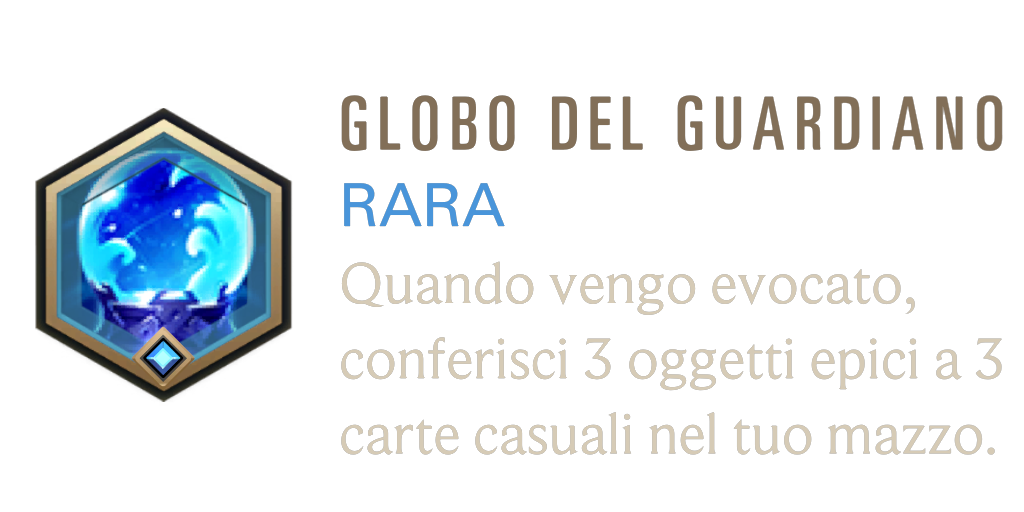 GLOBO DEL GUARDIANO
RARA
Quando vengo evocato,
conferisci 3 oggetti epici a 3
carte casuali nel tuo mazzo.